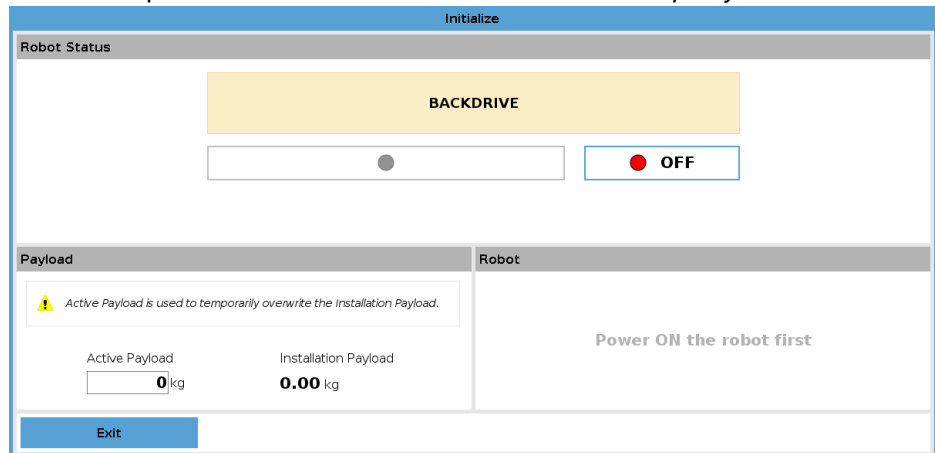 Initialize
Robot Status
BACKDRIVE
OFF
Payload
Robot
Active Payload is used to temporarily overwrite the Installation Payload.
Power ON the robot first
Active Payload
Installation Payload
0 kg
0.00 kg
Exit